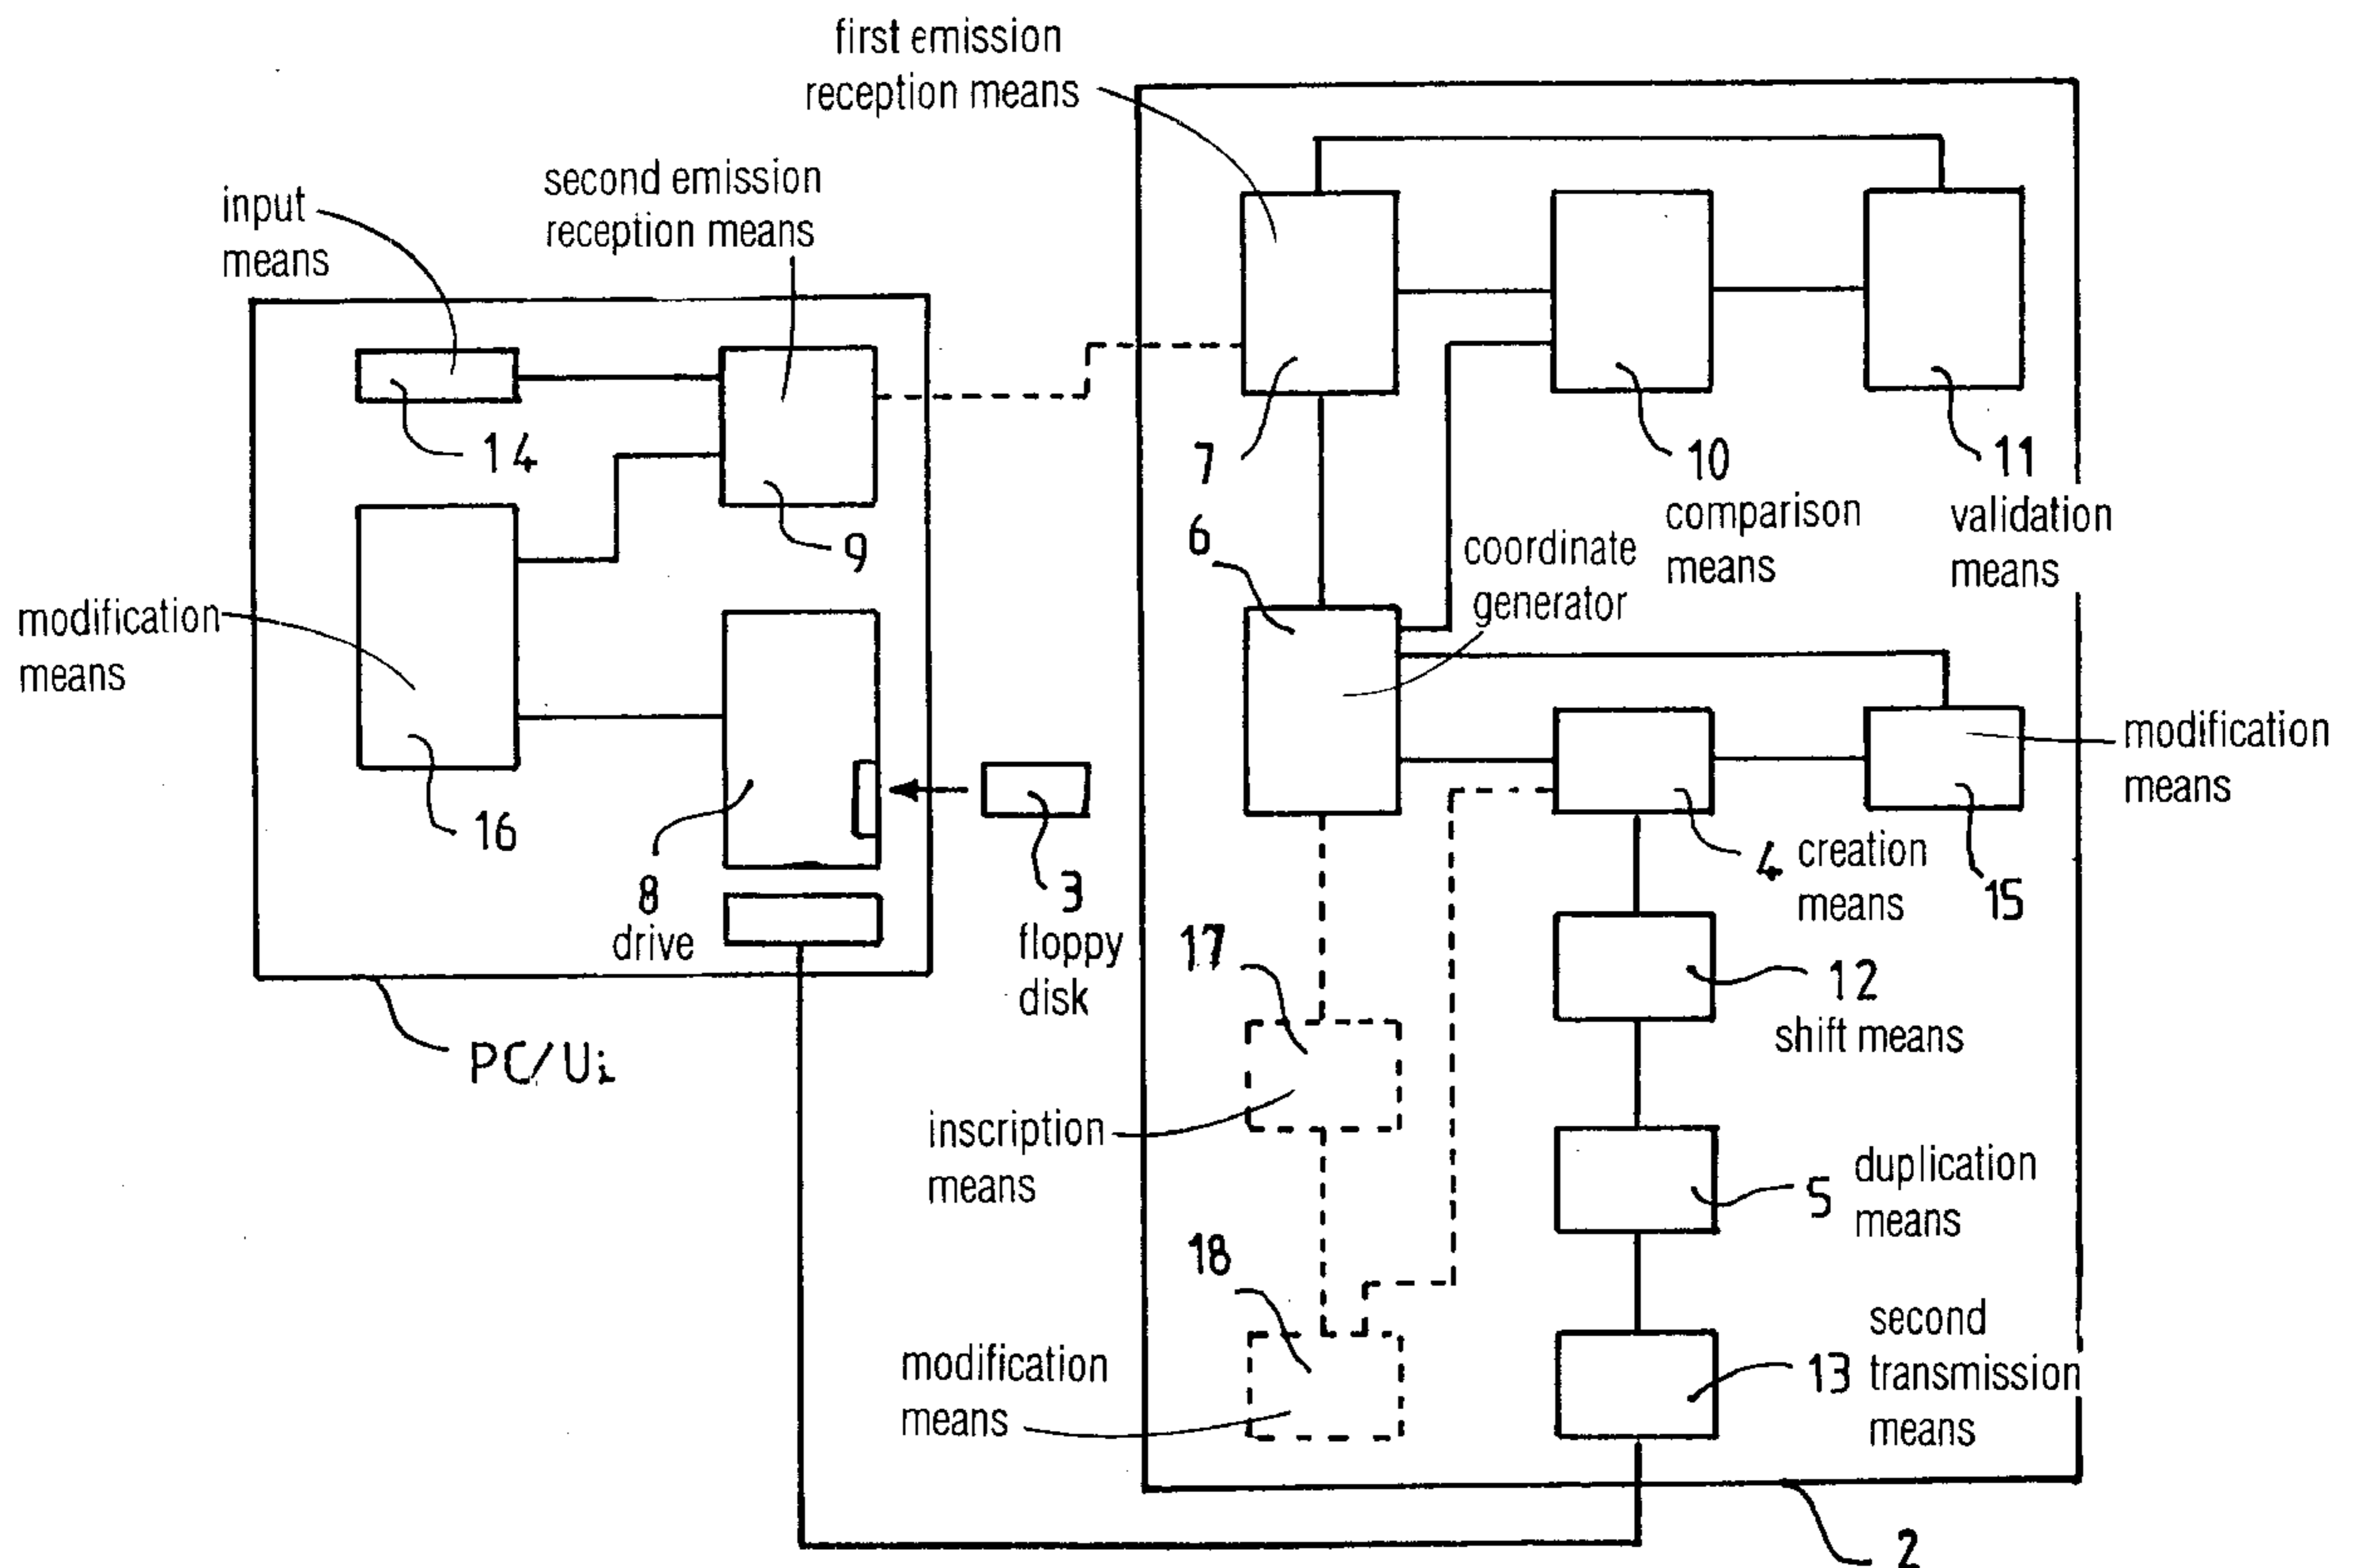 first emission
reception means
second emission
reception means
input
means
14
9
7
10
comparison
means
11
validation
means
6
coordinate
generator
modification
means
16
8
drive
3
floppy
disk
4
creation
means
modification
means
15
17
12
shift means
PC/Ui
inscription
means
5
duplication
means
18
modification
means
13
second
transmission
means
2